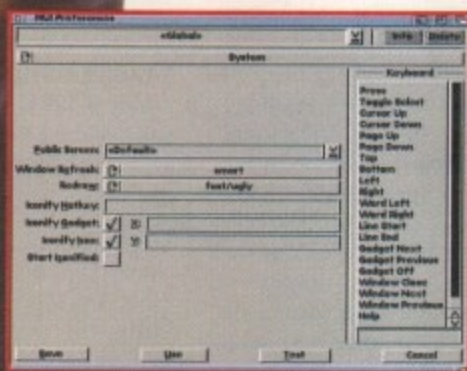 MUI Preferences
«Global»
Info
Delete
System
Public Screen:
«Default»
Window Refresh:
smart
Redraw:
fast/ugly
Iconify Hotkey:
Iconify Gadget:
Iconify Icon:
Start Iconified:
Keyboard
Press
Toggle Select
Cursor Up
Cursor Down
Page Up
Page Down
Top
Bottom
Left
Right
Word Left
Word Right
Line Start
Line End
Gadget Next
Gadget Previous
Gadget Off
Window Close
Window Next
Window Previous
Help
Save
Use
Test
Cancel